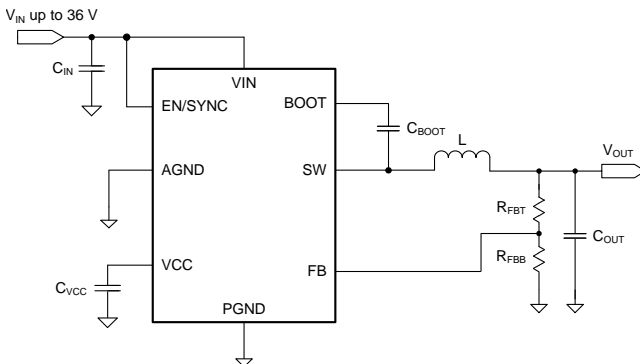 V_IN up to 36 V
C_IN
VIN
EN/SYNC
BOOT
C_BOOT
L
AGND
SW
V_OUT
R_FBT
C_OUT
VCC
FB
R_FBB
C_VCC
PGND